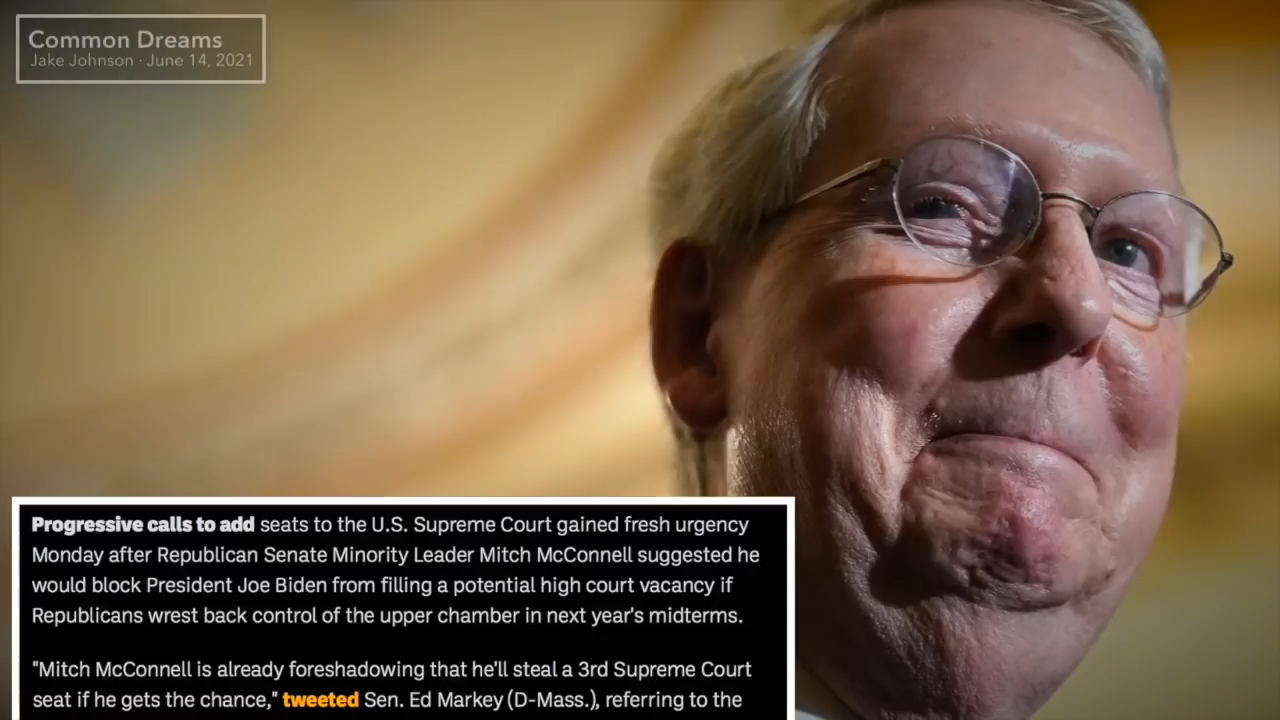 Common Dreams
Jake Johnson · June 14, 2021
Progressive calls to add seats to the U.S. Supreme Court gained fresh urgency
Monday after Republican Senate Minority Leader Mitch McConnell suggested he
would block President Joe Biden from filling a potential high court vacancy if
Republicans wrest back control of the upper chamber in next year's midterms.
"Mitch McConnell is already foreshadowing that he'll steal a 3rd Supreme Court
seat if he gets the chance," tweeted Sen. Ed Markey (D-Mass.), referring to the